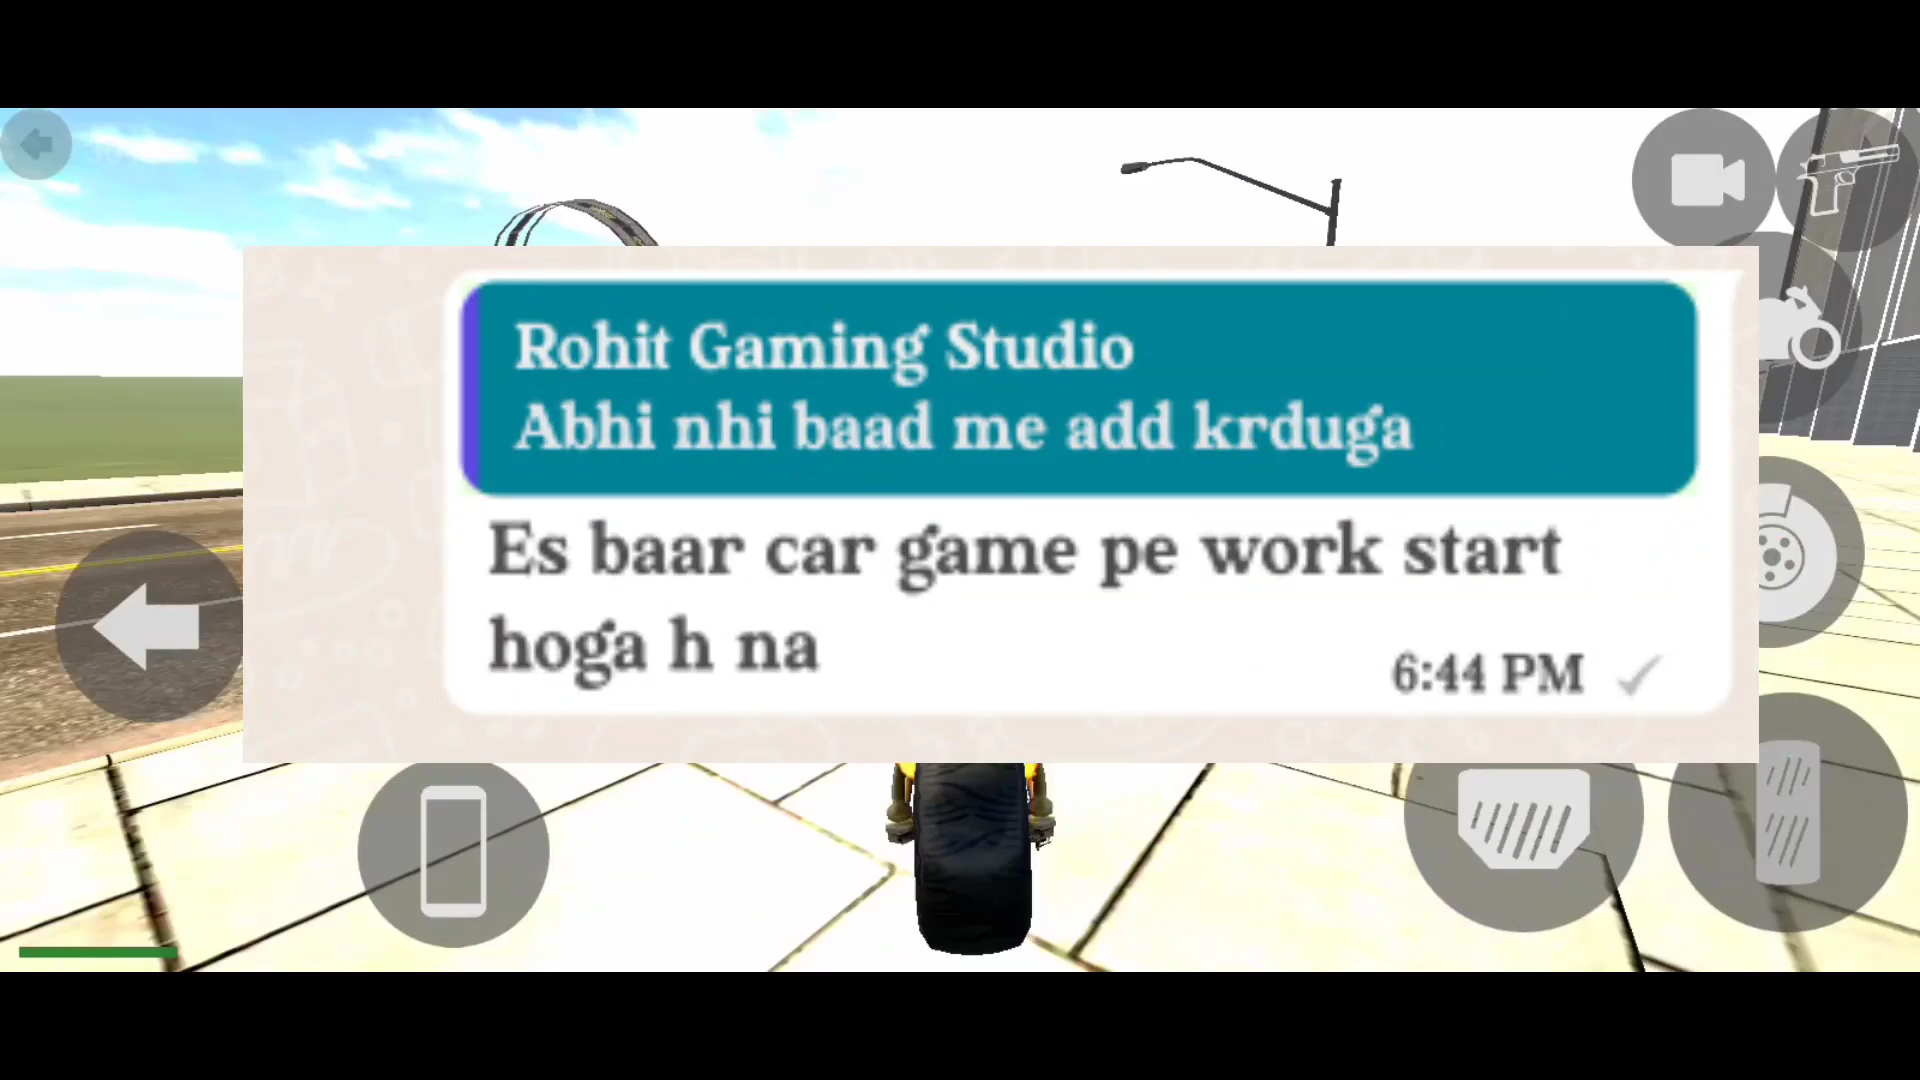 Rohit Gaming Studio
Abhi nhi baad me add krduga
Es baar car game pe work start
hoga h na
6:44 PM